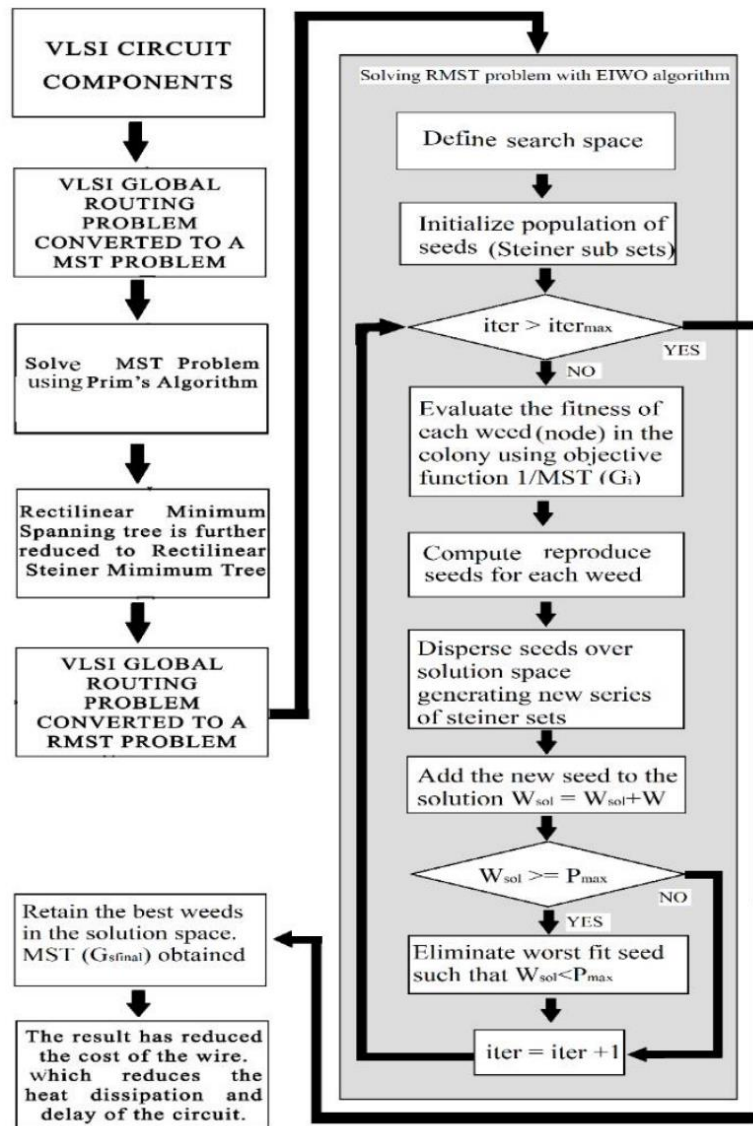 VLSI CIRCUIT
COMPONENTS
VLSI GLOBAL
ROUTING
PROBLEM
CONVERTED TO A
MST PROBLEM
Solve MST Problem
using Prim's Algorithm
Rectilinear Minimum
Spanning tree is further
reduced to Rectilinear
Steiner Mimimum Tree
VLSI GLOBAL
ROUTING
PROBLEM
CONVERTED TO A
RMST PROBLEM
Solving RMST problem with EIWO algorithm
Define search space
Initialize population of
seeds (Steiner sub sets)
iter > itermax
YES
NO
Evaluate the fitness of
each weed (node) in the
colony using objective
function 1/MST (Gi)
Compute reproduce
seeds for each weed
Disperse seeds over
solution space
generating new series
of steiner sets
Add the new seed to the
solution Wsol = Wsol+W
Wsol >= Pmax
NO
YES
Eliminate worst fit seed
such that Wsol<Pmax
iter = iter +1
Retain the best weeds
in the solution space.
MST (Gsfinal) obtained
The result has reduced
the cost of the wire.
which reduces the
heat dissipation and
delay of the circuit.